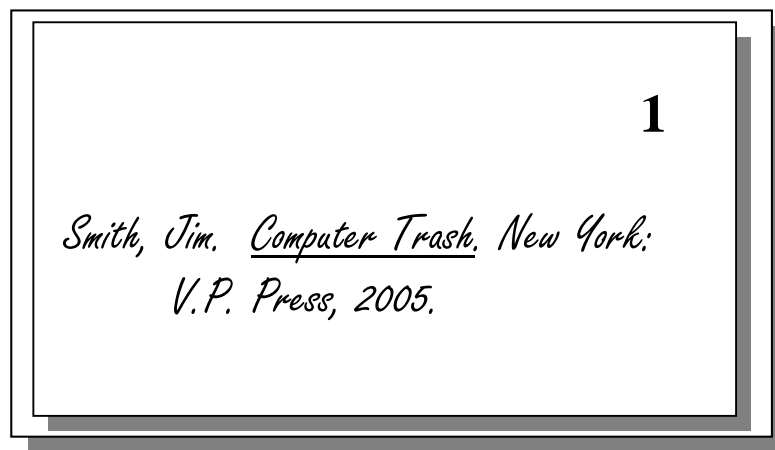 1
Smith, Jim. Computer Trash. New York:
V.P. Press, 2005.